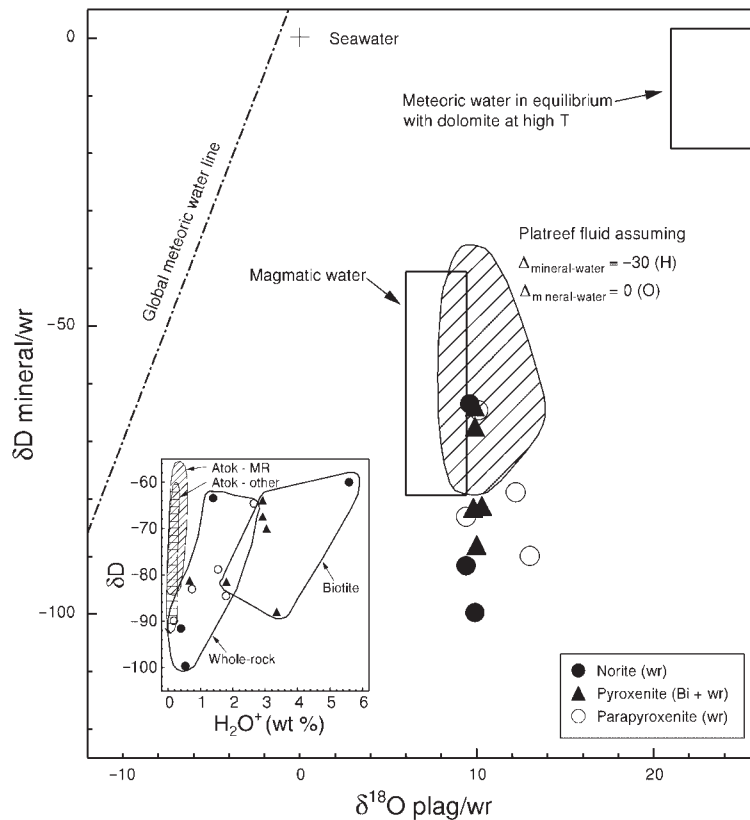 0
Seawater
Meteoric water in equilibrium
with dolomite at high T
Global meteoric water line
Platreef fluid assuming
Δmineral-water = −30 (H)
Δm neral-water = 0 (O)
Magmatic water
−50
δD mineral/wr
Atok - MR
Atok - other
−60
−70
−80
−90
−100
δD
Biotite
Whole-rock
0 1 2 3 4 5 6
H2O+ (wt %)
−100
Norite (wr)
Pyroxenite (Bi + wr)
Parapyroxenite (wr)
−10 0 10 20
δ18O plag/wr